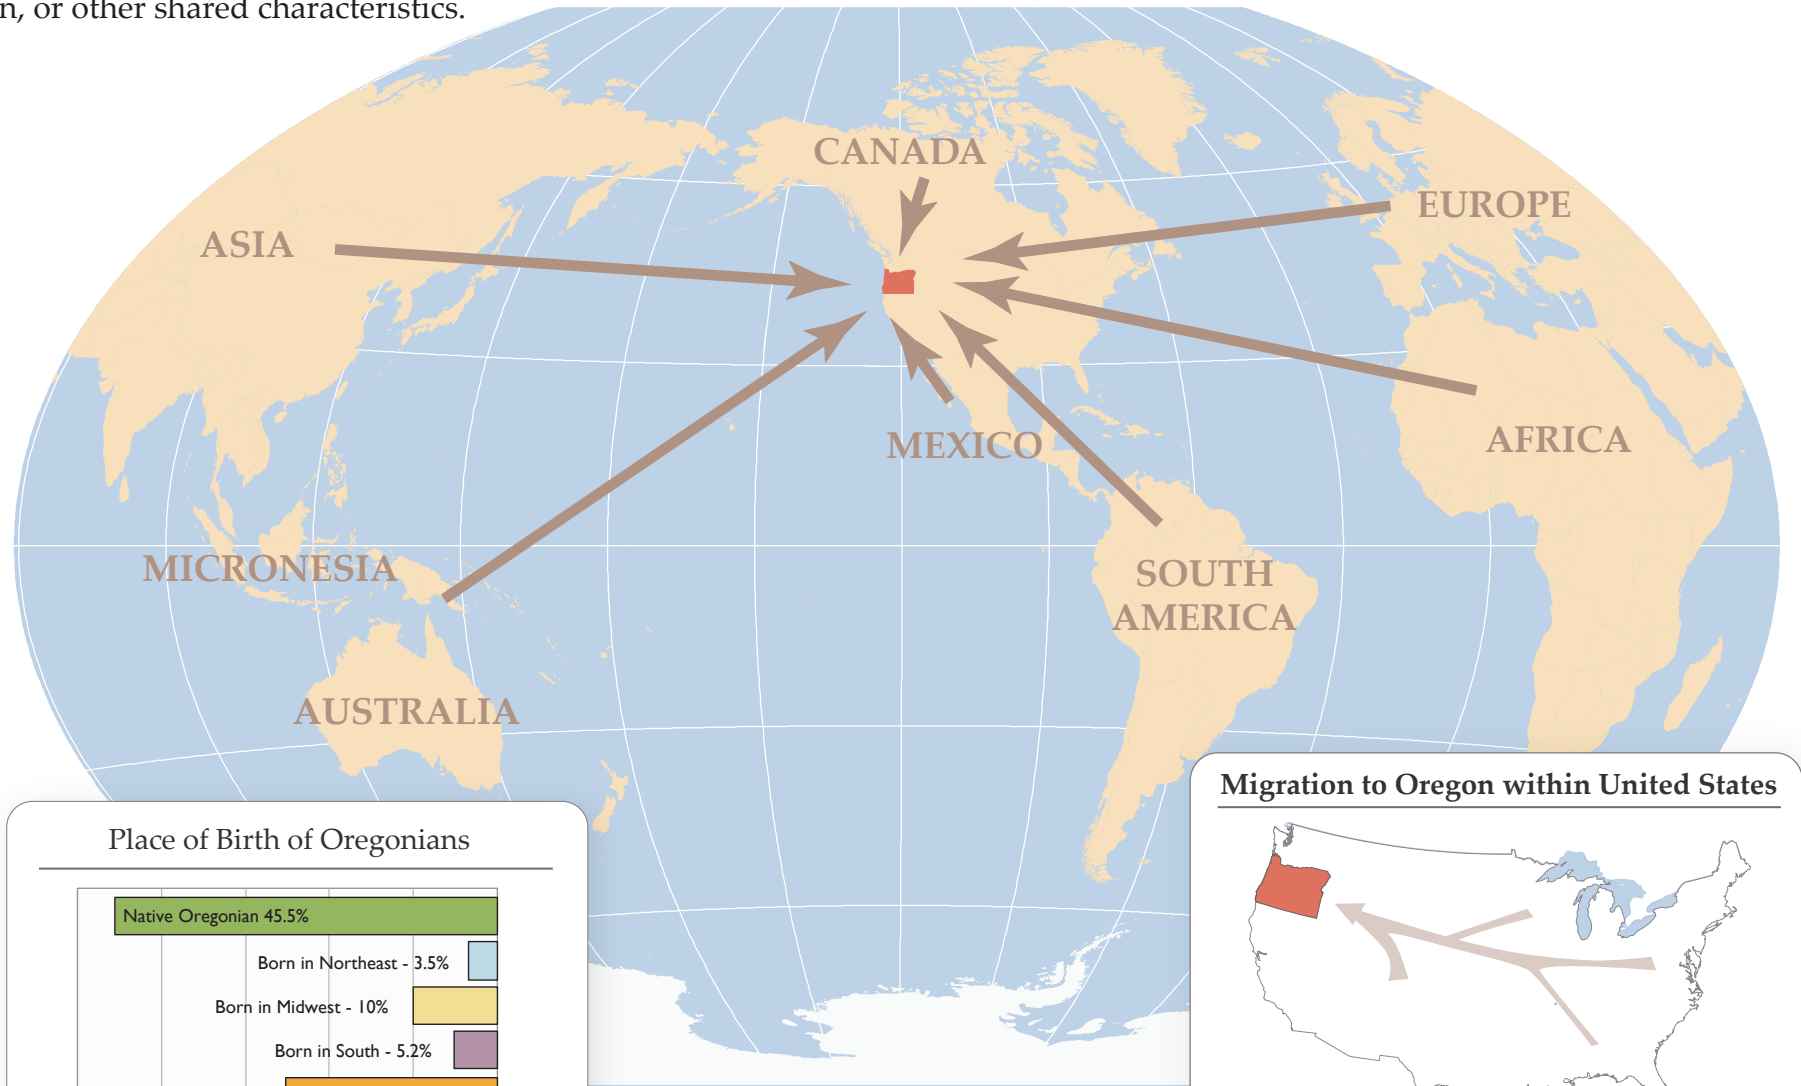 n, or other shared characteristics.
CANADA
EUROPE
ASIA
AFRICA
MEXICO
MICRONESIA
SOUTH
AMERICA
AUSTRALIA
Place of Birth of Oregonians
Native Oregonian 45.5%
Born in Northeast - 3.5%
Born in Midwest - 10%
Born in South - 5.2%
Migration to Oregon within United States